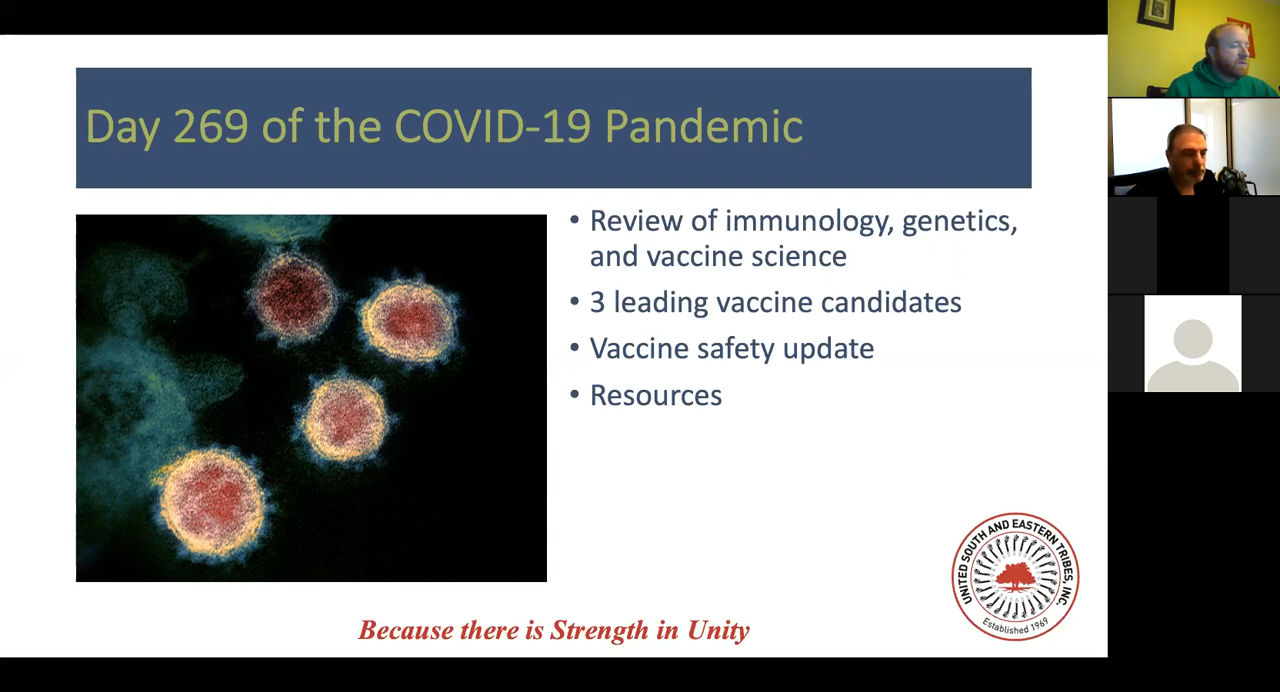 Day 269 of the COVID-19 Pandemic
• Review of immunology, genetics,
and vaccine science
• 3 leading vaccine candidates
• Vaccine safety update
• Resources
UNITED SOUTH AND EASTERN TRIBES, INC.
Established 1969
Because there is Strength in Unity